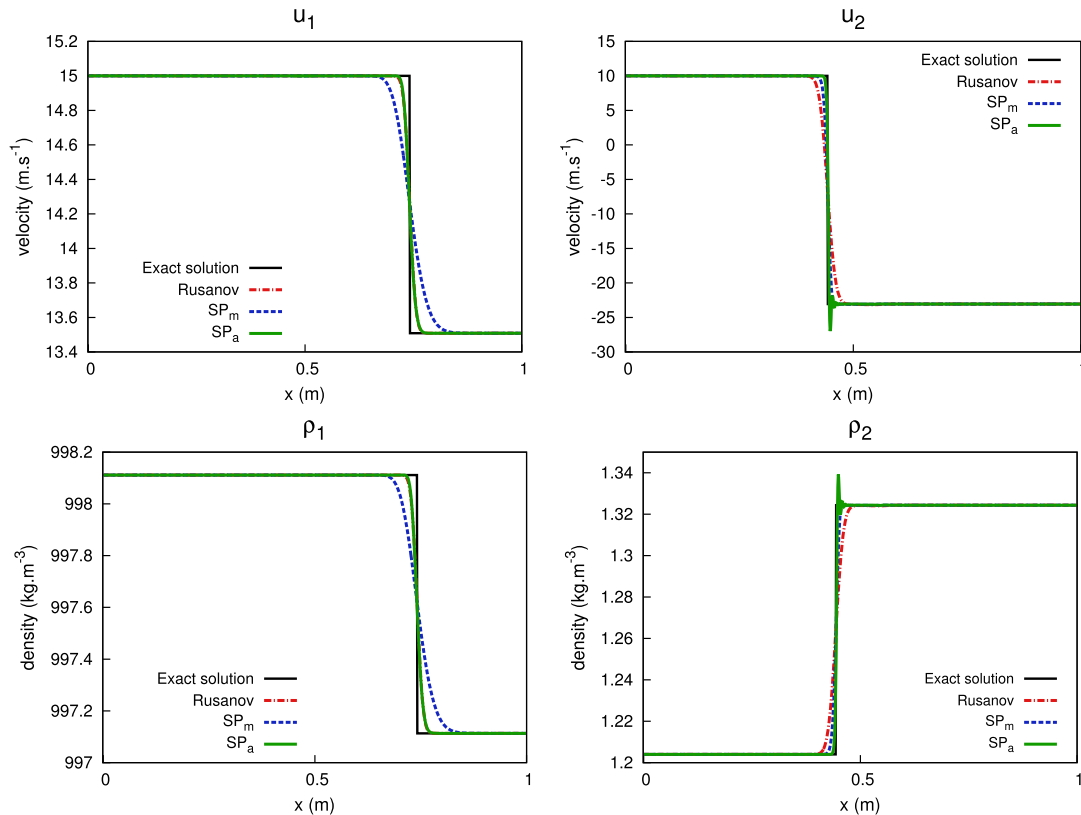 u1
15.2
15
14.8
14.6
14.4
14.2
14
13.8
13.6
13.4
velocity (m.s-1)
Exact solution
Rusanov
SPm
SPa
0
0.5
1
x (m)
u2
15
10
5
0
-5
-10
-15
-20
-25
-30
velocity (m.s-1)
Exact solution
Rusanov
SPm
SPa
0
0.5
1
x (m)
ρ1
998.2
998
997.8
997.6
997.4
997.2
997
density (kg.m-3)
Exact solution
Rusanov
SPm
SPa
0
0.5
1
x (m)
ρ2
1.34
1.32
1.3
1.28
1.26
1.24
1.22
1.2
density (kg.m-3)
Exact solution
Rusanov
SPm
SPa
0
0.5
1
x (m)